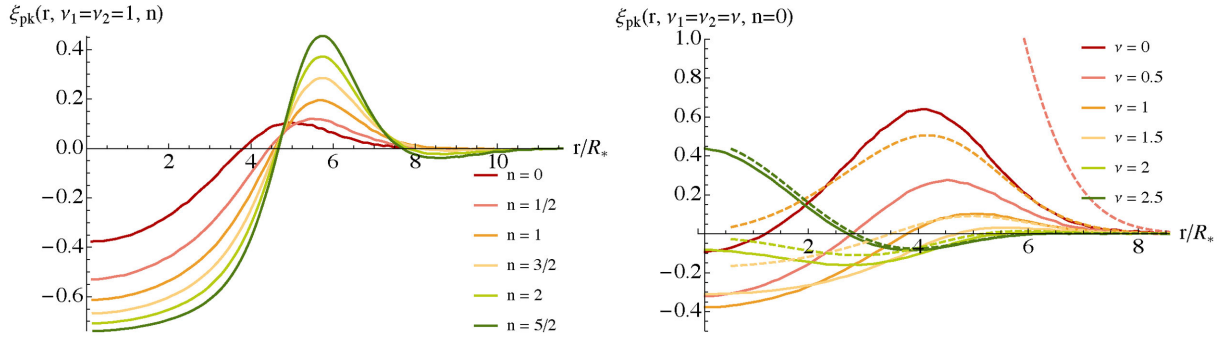 ξpk(r, ν1=ν2=1, n)
0.4
0.2
0.0
−0.2
−0.4
−0.6
2
4
6
8
10
r/R*
n = 0
n = 1/2
n = 1
n = 3/2
n = 2
n = 5/2
ξpk(r, ν1=ν2=ν, n=0)
1.0
0.8
0.6
0.4
0.2
0.0
−0.2
−0.4
2
4
6
8
r/R*
ν = 0
ν = 0.5
ν = 1
ν = 1.5
ν = 2
ν = 2.5